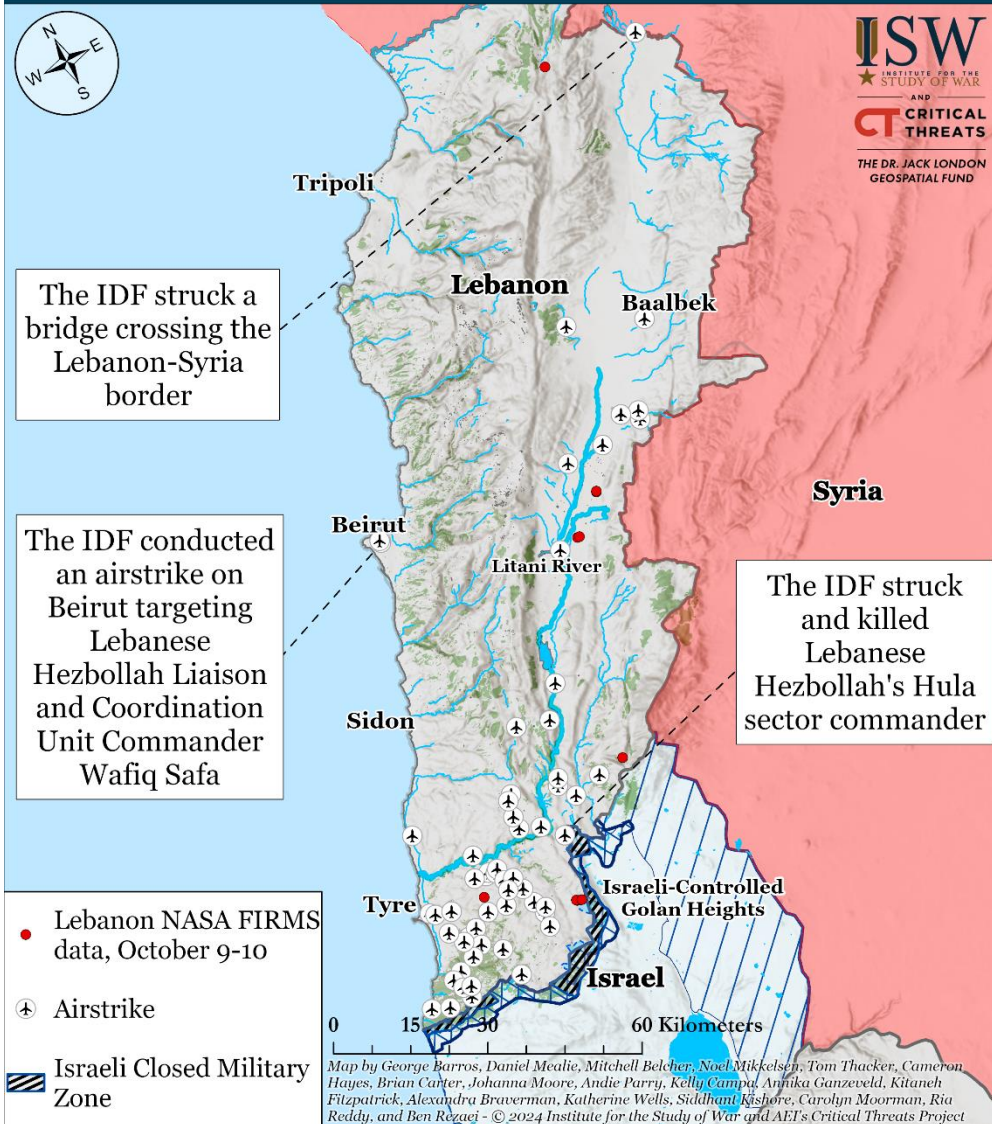 N
E
W
S
ISW
INSTITUTE FOR THE
STUDY OF WAR
AND
CT CRITICAL
THREATS
THE DR. JACK LONDON
GEOSPATIAL FUND
Tripoli
Lebanon
Baalbek
The IDF struck a
bridge crossing the
Lebanon-Syria
border
Syria
Beirut
Litani River
The IDF conducted
an airstrike on
Beirut targeting
Lebanese
Hezbollah Liaison
and Coordination
Unit Commander
Wafiq Safa
The IDF struck
and killed
Lebanese
Hezbollah's Hula
sector commander
Sidon
Tyre
Israeli-Controlled
Golan Heights
Israel
Lebanon NASA FIRMS
data, October 9-10
Airstrike
Israeli Closed Military
Zone
0 15 30 60 Kilometers
Map by George Barros, Daniel Mealie, Mitchell Belcher, Noel Mikkelsen, Tom Thacker, Cameron
Hayes, Brian Carter, Johanna Moore, Andie Parry, Kelly Campa, Annika Ganzeveld, Kitaneh
Fitzpatrick, Alexandra Braverman, Katherine Wells, Siddhant Kishore, Carolyn Moorman, Ria
Reddy, and Ben Rezaei - © 2024 Institute for the Study of War and AEI's Critical Threats Project